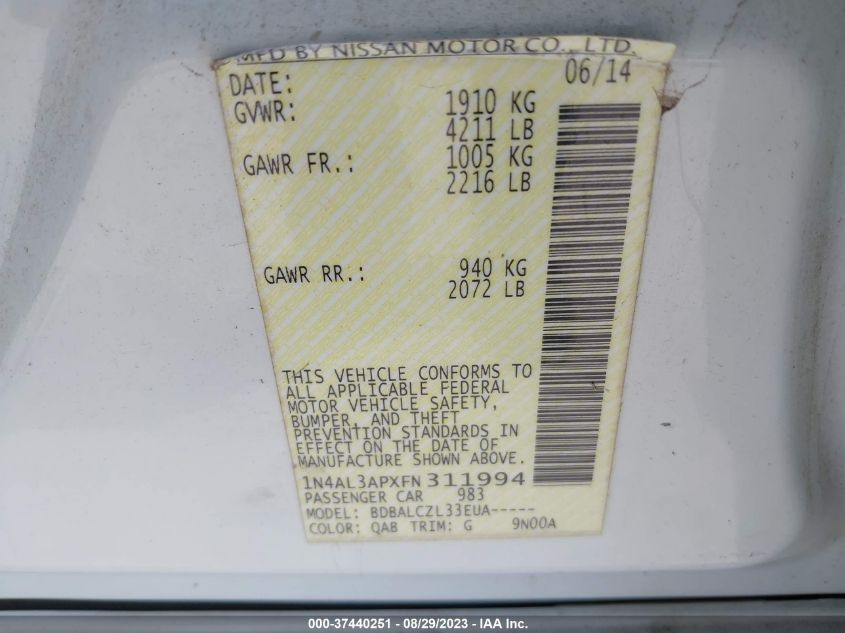 MFD BY NISSAN MOTOR CO., LTD.
DATE: 06/14
GVWR: 1910 KG
4211 LB
GAWR FR.: 1005 KG
2216 LB
GAWR RR.: 940 KG
2072 LB
THIS VEHICLE CONFORMS TO
ALL APPLICABLE FEDERAL
MOTOR VEHICLE SAFETY,
BUMPER, AND THEFT
PREVENTION STANDARDS IN
EFFECT ON THE DATE OF
MANUFACTURE SHOWN ABOVE.
1N4AL3APXFN311994
PASSENGER CAR 983
MODEL: BDBALCZL33EUA-----
COLOR: QAB TRIM: G 9N00A
000-37440251 - 08/29/2023 - IAA Inc.